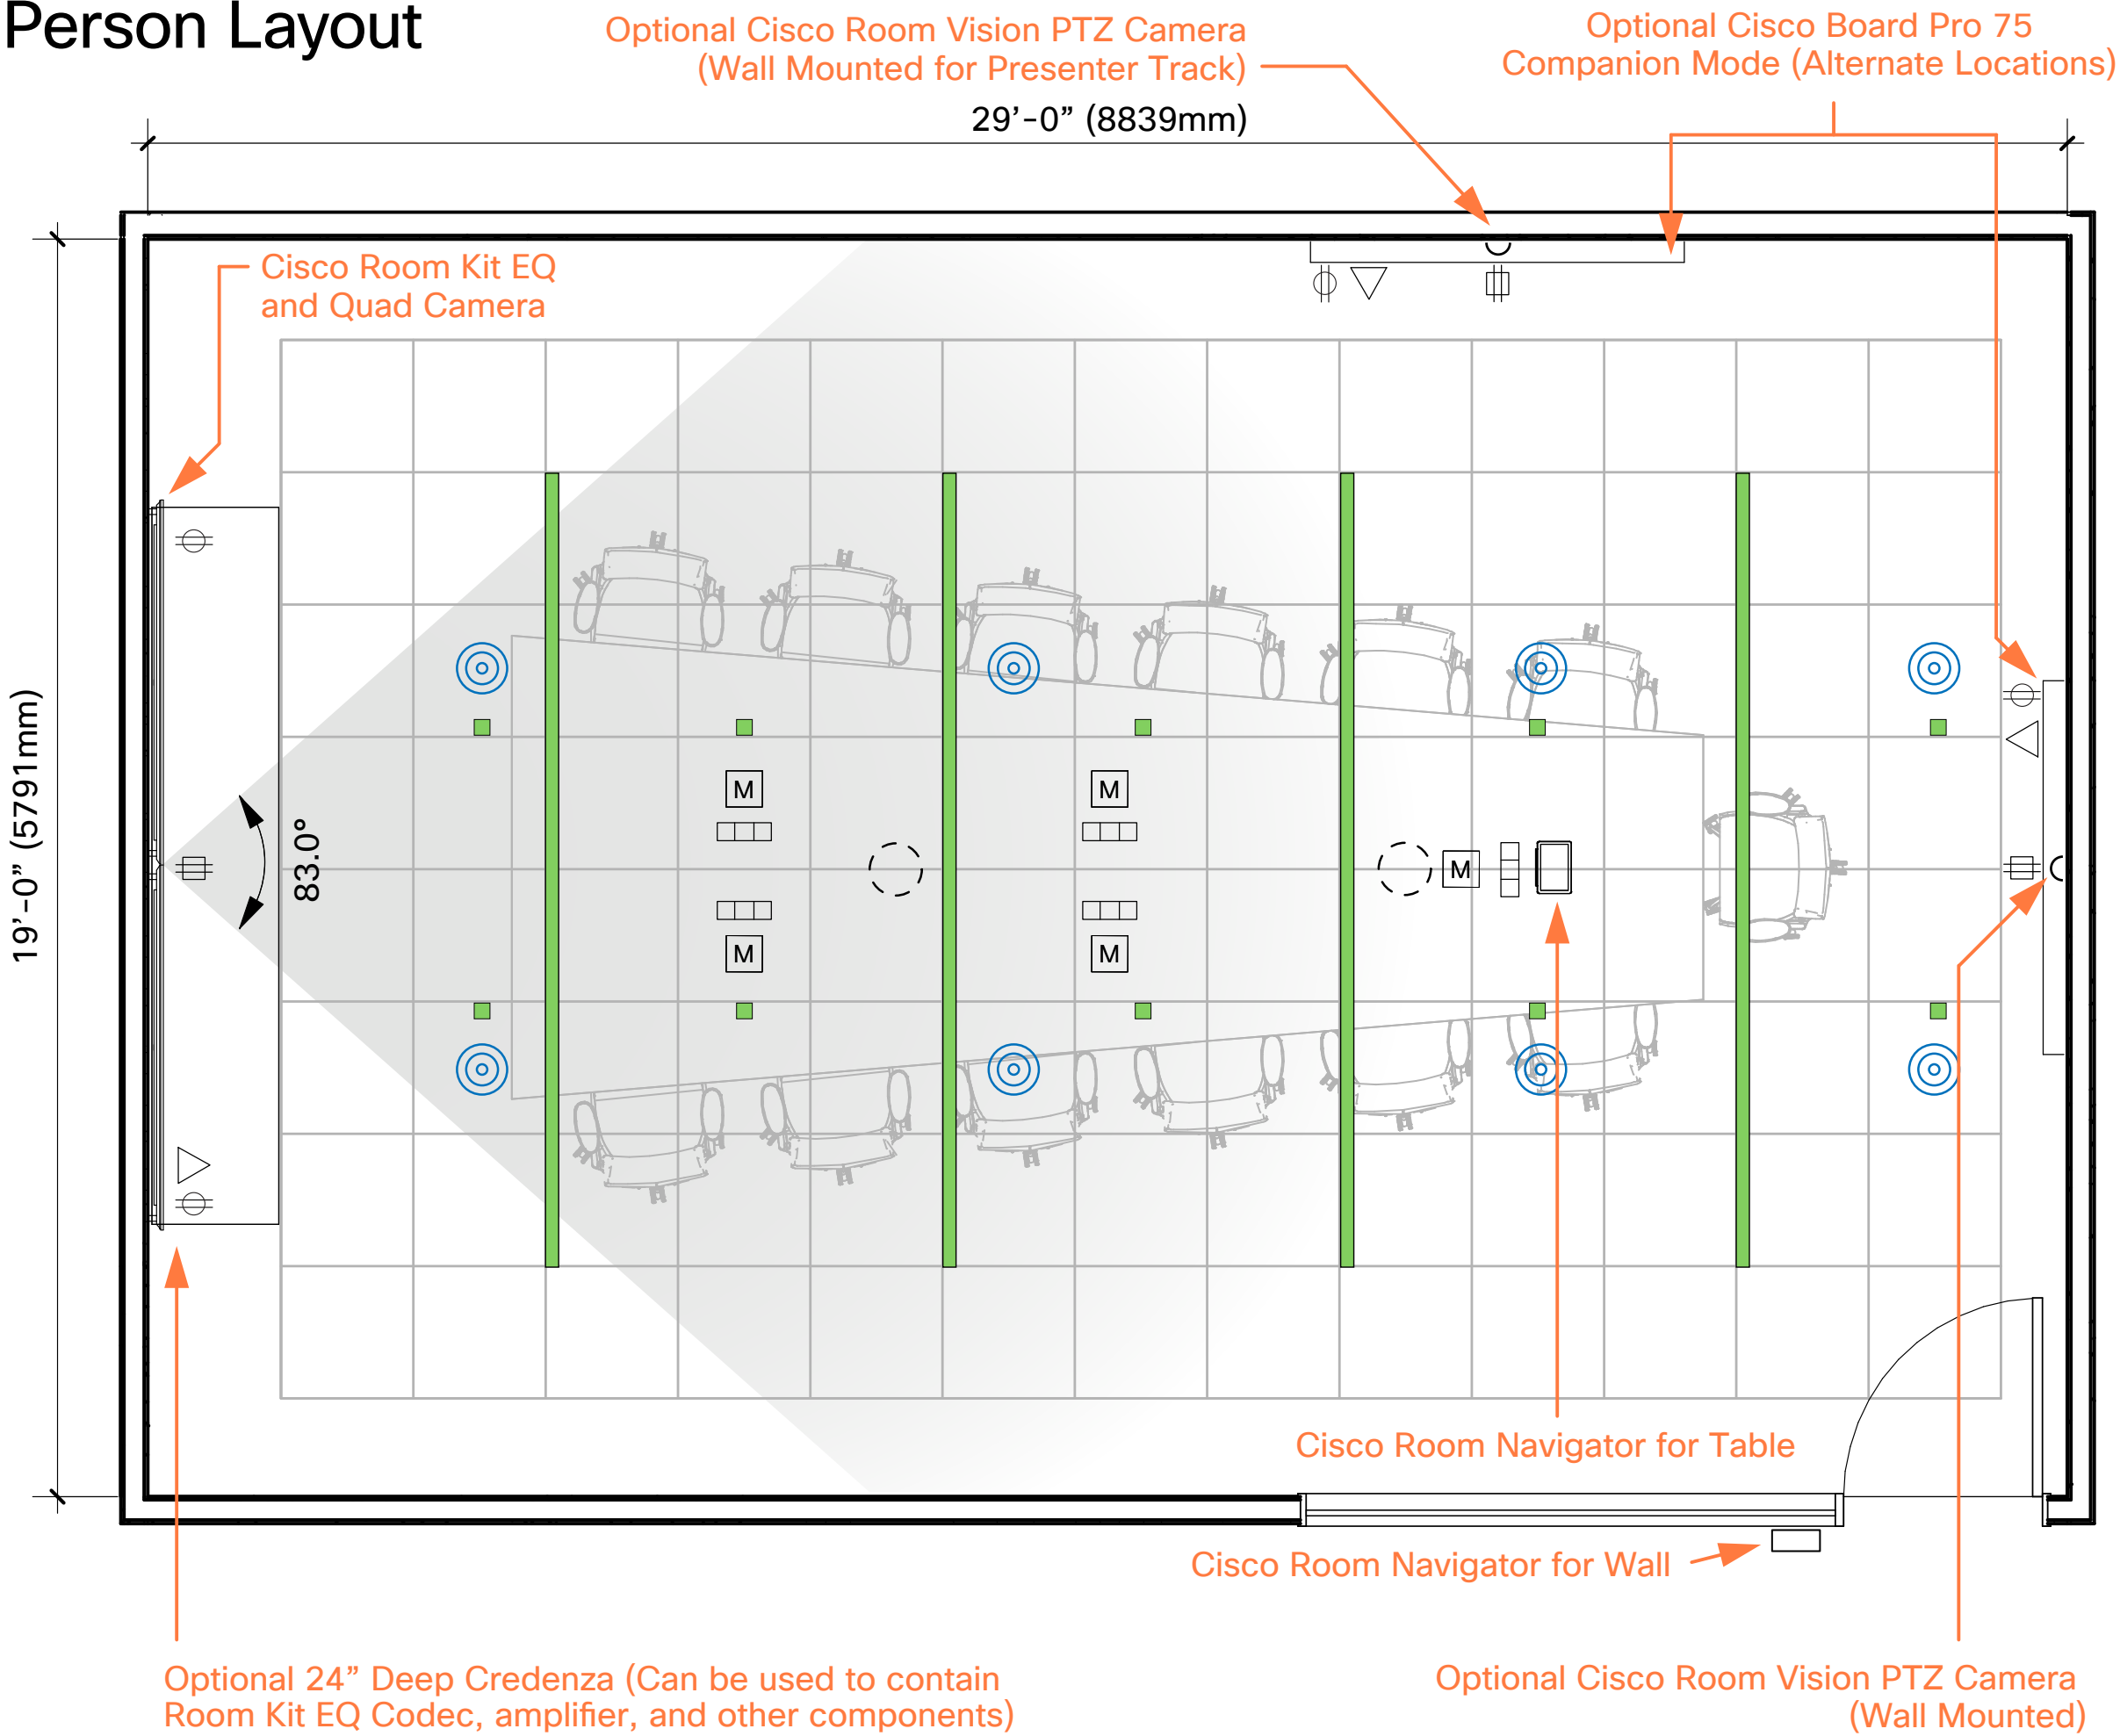 Person Layout
Optional Cisco Room Vision PTZ Camera
(Wall Mounted for Presenter Track)
Optional Cisco Board Pro 75
Companion Mode (Alternate Locations)
29’-0” (8839mm)
Cisco Room Kit EQ
and Quad Camera
19’-0” (5791mm)
83.0°
M
M
M
M
M
Cisco Room Navigator for Table
Cisco Room Navigator for Wall
Optional 24” Deep Credenza (Can be used to contain
Room Kit EQ Codec, amplifier, and other components)
Optional Cisco Room Vision PTZ Camera
(Wall Mounted)